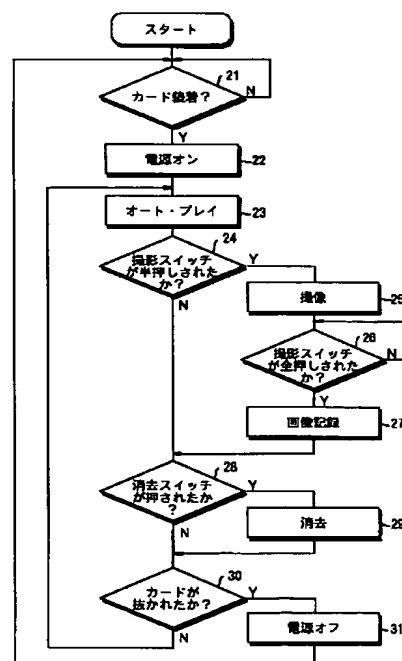 スタート
21
カード装着?
N
Y
電源オン
22
オート・プレイ
23
24
撮影スイッチ
が半押しされた
か?
Y
N
撮像
25
26
撮影スイッチ
が全押しされた
か?
N
Y
画像記録
27
28
消去スイッチ
が押されたか
?
Y
N
消去
29
30
カードが
抜かれたか?
Y
N
電源オフ
31